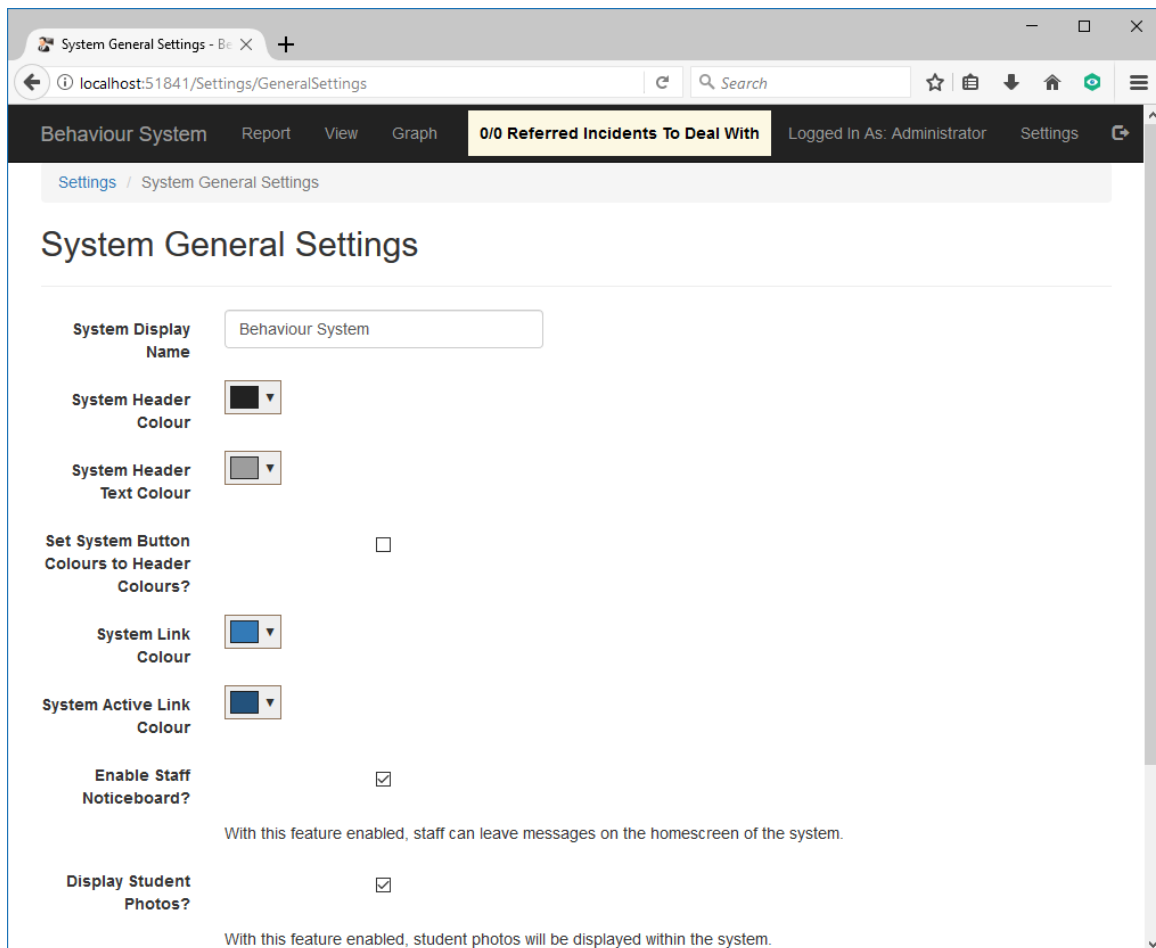 System General Settings - Be
localhost:51841/Settings/GeneralSettings
Search
Behaviour System Report View Graph 0/0 Referred Incidents To Deal With Logged In As: Administrator Settings
Settings / System General Settings
System General Settings
System Display
Name
Behaviour System
System Header
Colour
System Header
Text Colour
Set System Button
Colours to Header
Colours?
System Link
Colour
System Active Link
Colour
Enable Staff
Noticeboard?
With this feature enabled, staff can leave messages on the homescreen of the system.
Display Student
Photos?
With this feature enabled, student photos will be displayed within the system.